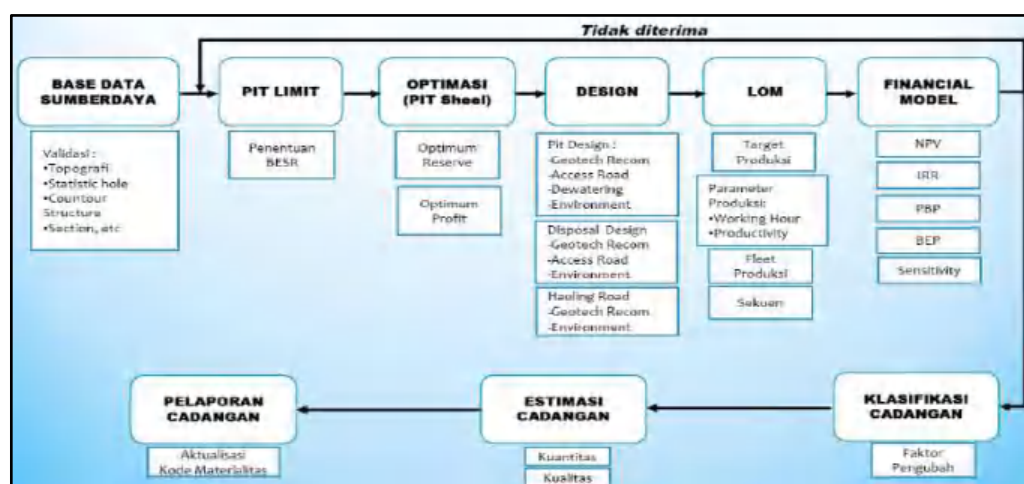 Tidak diterima
BASE DATA
SUMBERDAYA
PIT LIMIT
OPTIMASI
(PIT Sheel)
DESIGN
LOM
FINANCIAL
MODEL
Validasi :
•Topografi
•Statistic hole
•Countour
Structure
•Section, etc
Penentuan
BESR
Optimum
Reserve
Optimum
Profit
Pit Design :
-Geotech Recom
-Access Road
-Dewatering
-Environment
Disposal Design
-Geotech Recom
-Access Road
-Environment
Hauling Road
-Geotech Recom
-Environment
Target
Produksi
Parameter
Produksi:
•Working Hour
•Productivity
Fleet
Produksi
Sekuen
NPV
IRR
PBP
BEP
Sensitivity
PELAPORAN
CADANGAN
Aktualisasi
Kode Materialitas
ESTIMASI
CADANGAN
Kuantitas
Kualitas
KLASIFIKASI
CADANGAN
Faktor
Pengubah